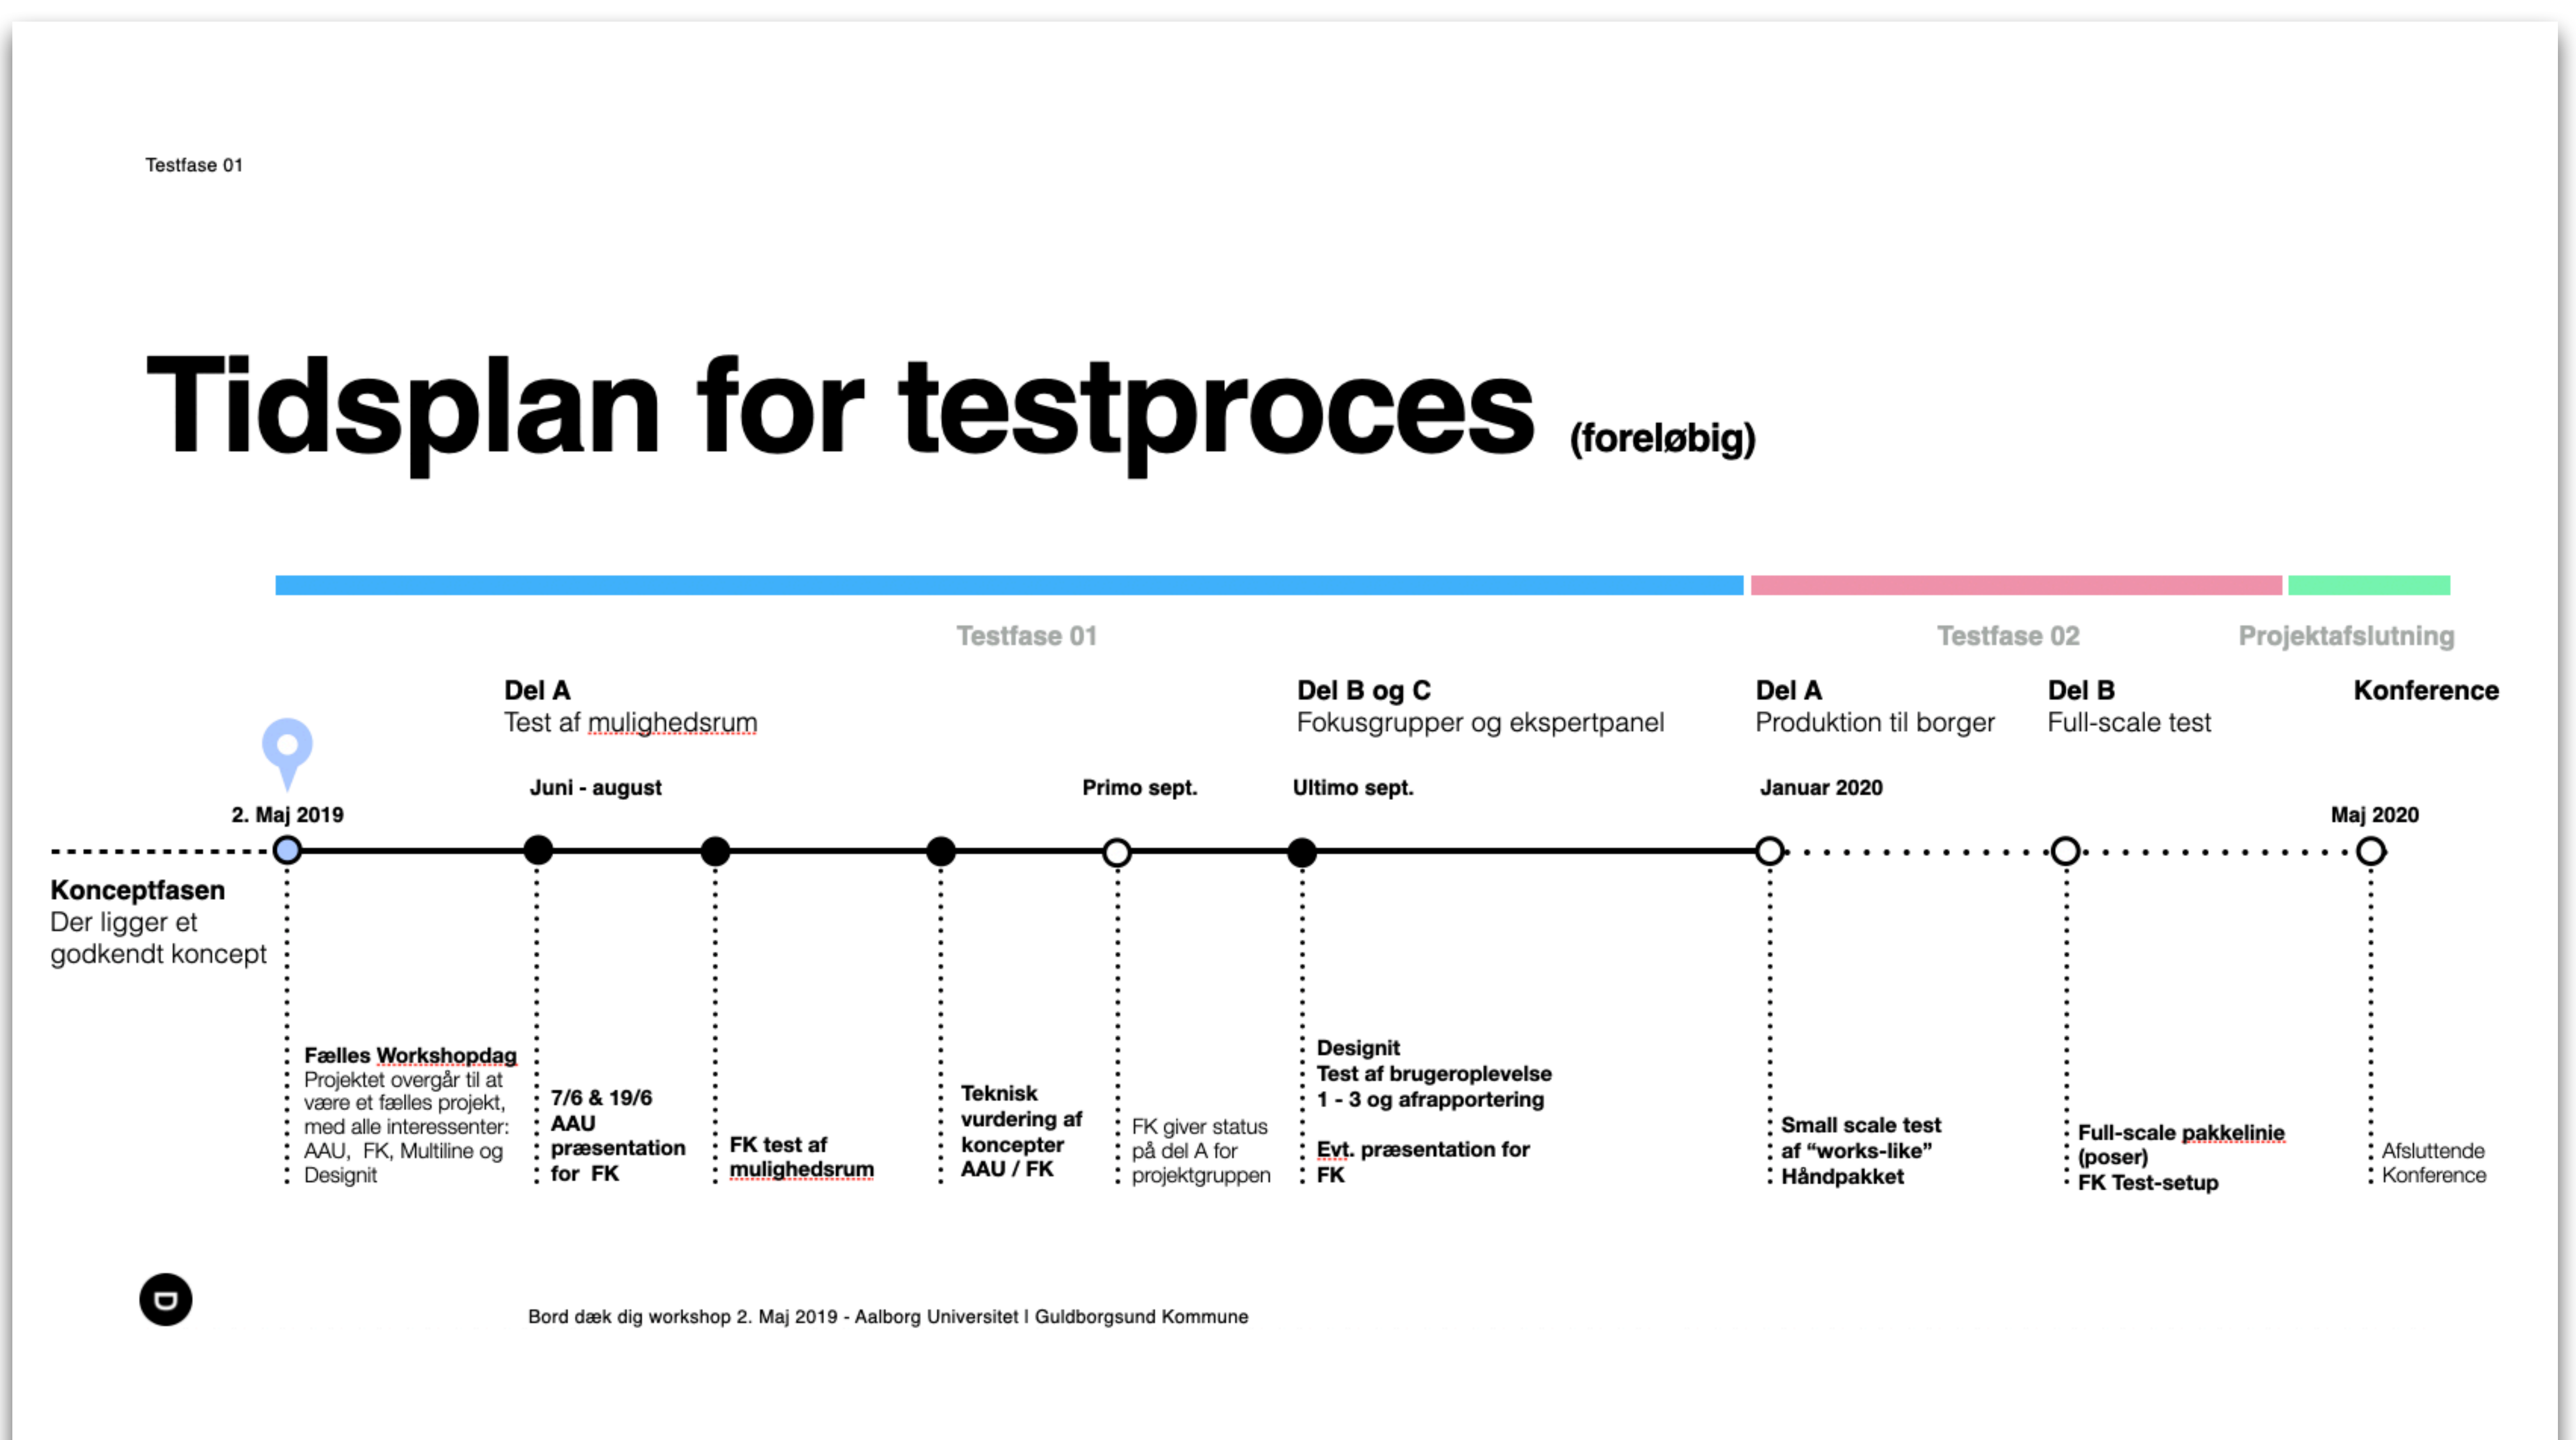 Testfase 01
Tidsplan for testproces (foreløbig)
Testfase 01
Testfase 02
Projektafslutning
Del A
Test af mulighedsrum
Del B og C
Fokusgrupper og ekspertpanel
Del A
Produktion til borger
Del B
Full-scale test
Konference
2. Maj 2019
Juni - august
Primo sept.
Ultimo sept.
Januar 2020
Maj 2020
Konceptfasen
Der ligger et
godkendt koncept
Fælles Workshopdag
Projektet overgår til at
være et fælles projekt,
med alle interessenter:
AAU,  FK, Multiline og
Designit
7/6 & 19/6
AAU
præsentation
for  FK
FK test af
mulighedsrum
Teknisk
vurdering af
koncepter
AAU / FK
FK giver status
på del A for
projektgruppen
Designit
Test af brugeroplevelse
1 - 3 og afrapportering
Evt. præsentation for
FK
Small scale test
af “works-like”
Håndpakket
Full-scale pakkelinie
(poser)
FK Test-setup
Afsluttende
Konference
D
Bord dæk dig workshop 2. Maj 2019 - Aalborg Universitet | Guldborgsund Kommune